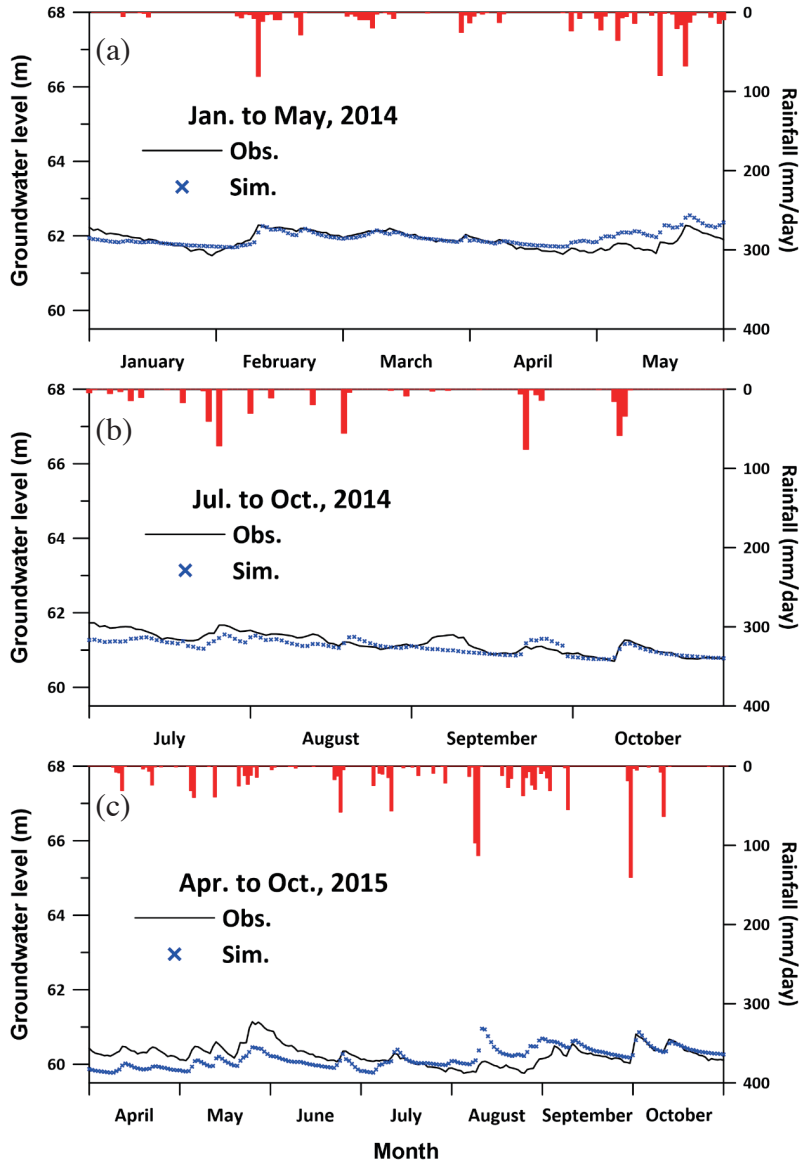 68
0
(a)
66
100
Jan. to May, 2014
Obs.
64
200
Sim.
62
300
60
400
Groundwater level (m)
Rainfall (mm/day)
January February March April May
68
0
(b)
66
100
Jul. to Oct., 2014
Obs.
64
200
Sim.
62
300
60
400
Groundwater level (m)
Rainfall (mm/day)
July August September October
68
0
(c)
66
100
Apr. to Oct., 2015
Obs.
64
200
Sim.
62
300
60
400
Groundwater level (m)
Rainfall (mm/day)
April May June July August September October
Month